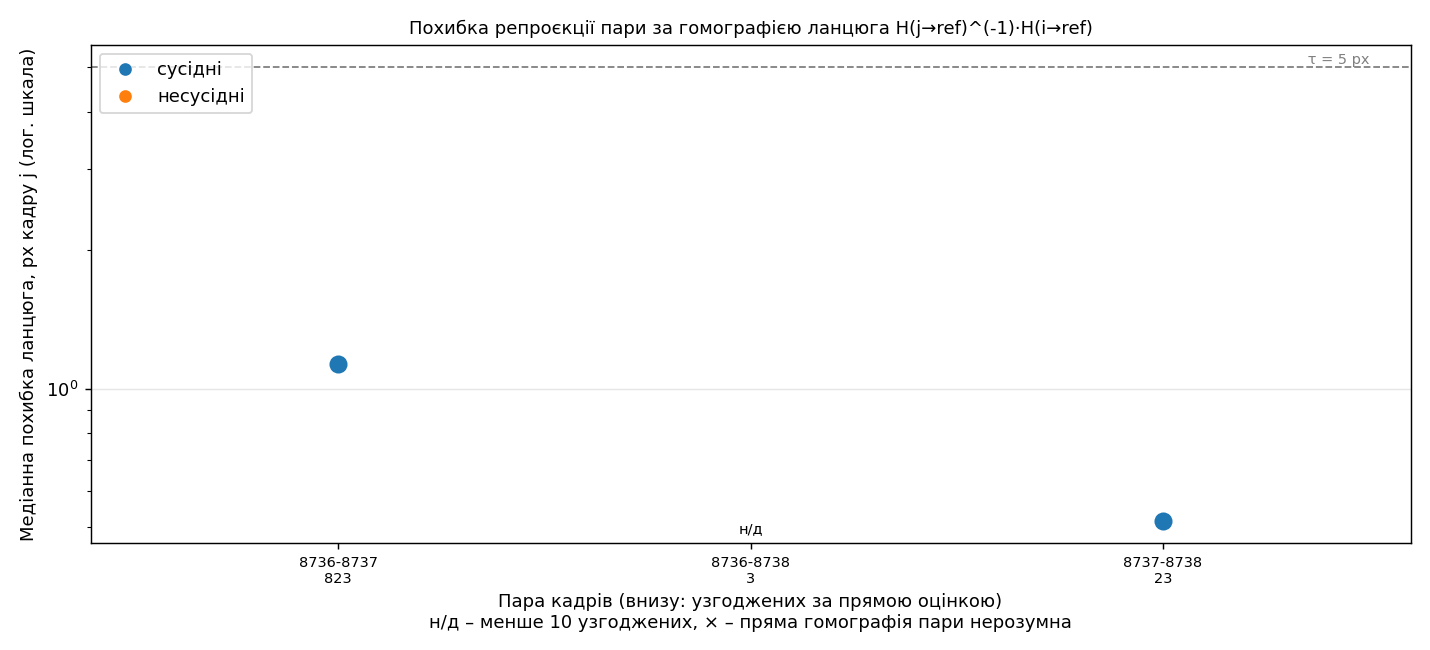 Похибка репроєкції пари за гомографією ланцюга H(j→ref)^(-1)·H(i→ref)
Медіанна похибка ланцюга, px кадру j (лог. шкала)
сусідні
несусідні
τ = 5 px
10⁰
н/д
8736-8737
823
8736-8738
3
8737-8738
23
Пара кадрів (внизу: узгоджених за прямою оцінкою)
н/д – менше 10 узгоджених, × – пряма гомографія пари нерозумна